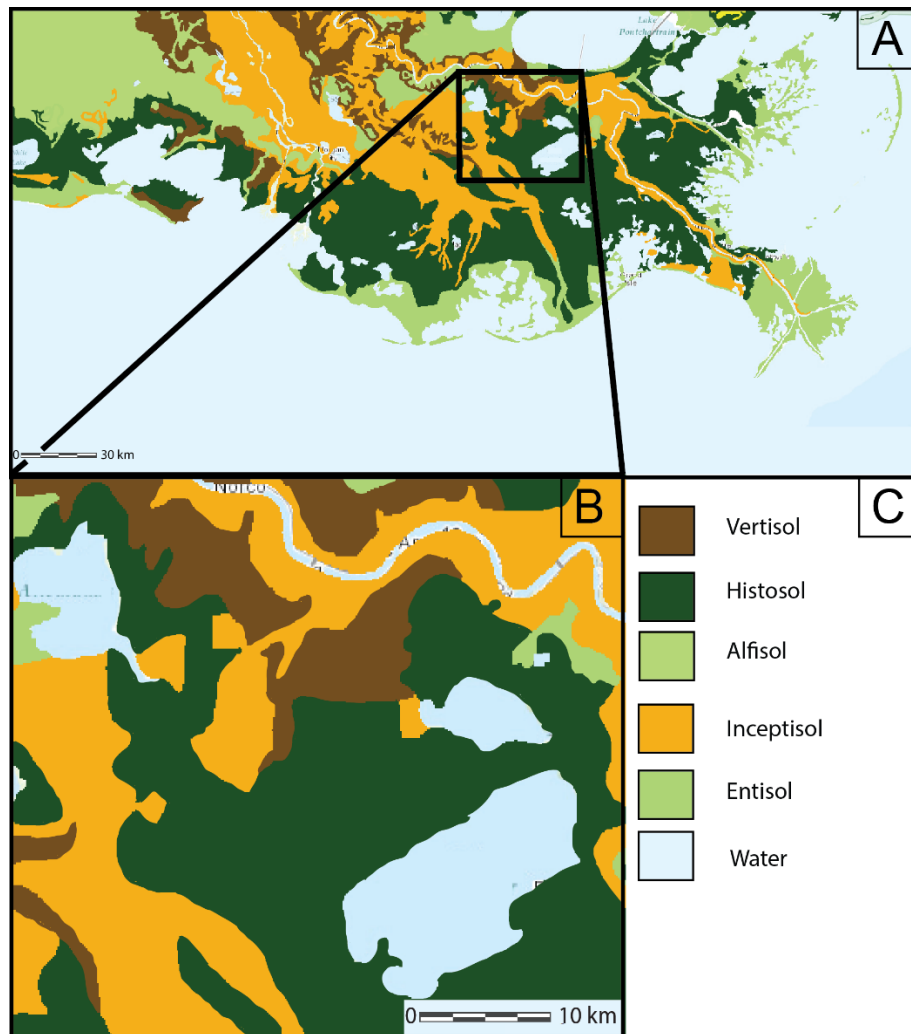 Lake
Pontchartrain
A
0 30 km
Norco
B
C
Vertisol
Histosol
Alfisol
Inceptisol
Entisol
Water
0 10 km